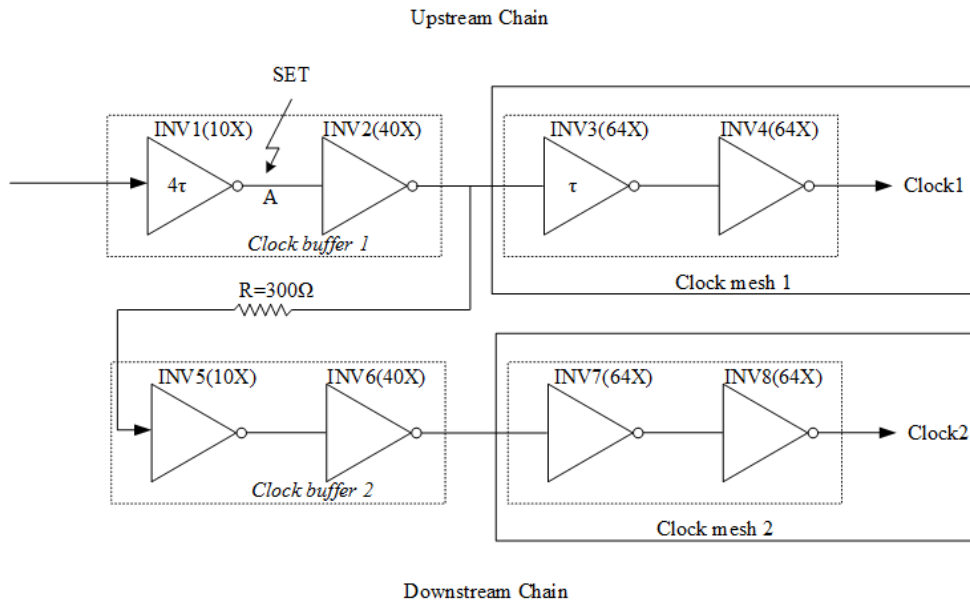 Upstream Chain
SET
INV1(10X)
INV2(40X)
INV3(64X)
INV4(64X)
4τ
A
τ
Clock1
Clock buffer 1
Clock mesh 1
R=300Ω
INV5(10X)
INV6(40X)
INV7(64X)
INV8(64X)
Clock2
Clock buffer 2
Clock mesh 2
Downstream Chain